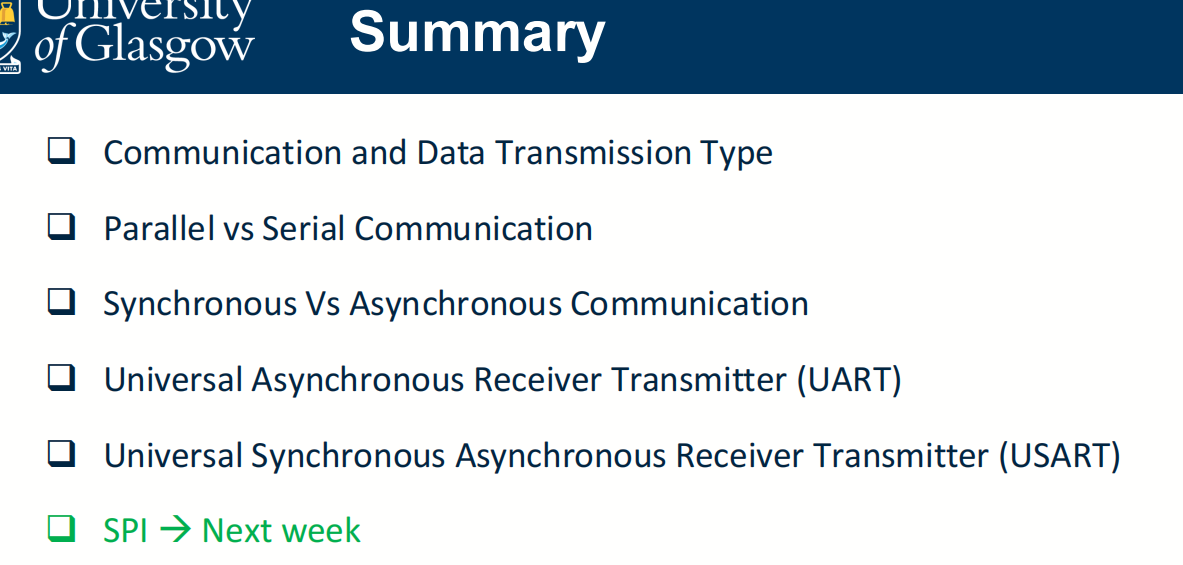 University
of Glasgow
VITA
Summary
Communication and Data Transmission Type
Parallel vs Serial Communication
Synchronous Vs Asynchronous Communication
Universal Asynchronous Receiver Transmitter (UART)
Universal Synchronous Asynchronous Receiver Transmitter (USART)
SPI → Next week